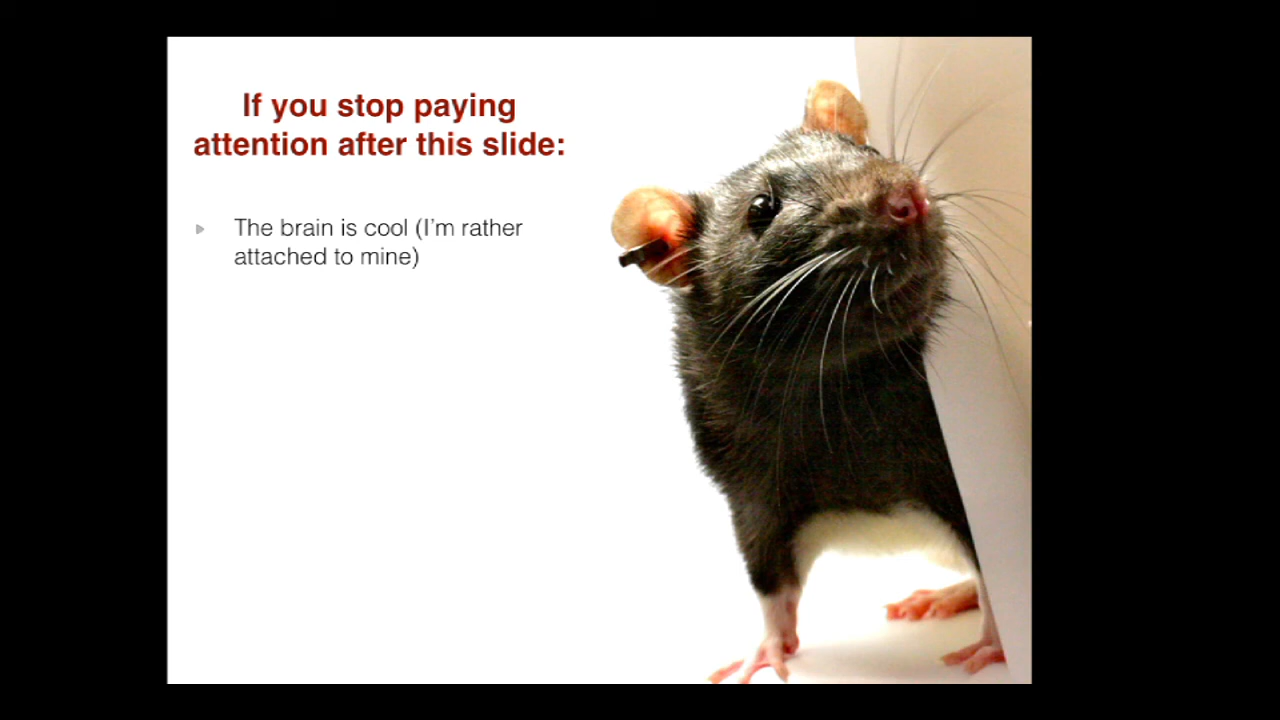 If you stop paying
attention after this slide:
The brain is cool (I'm rather
attached to mine)